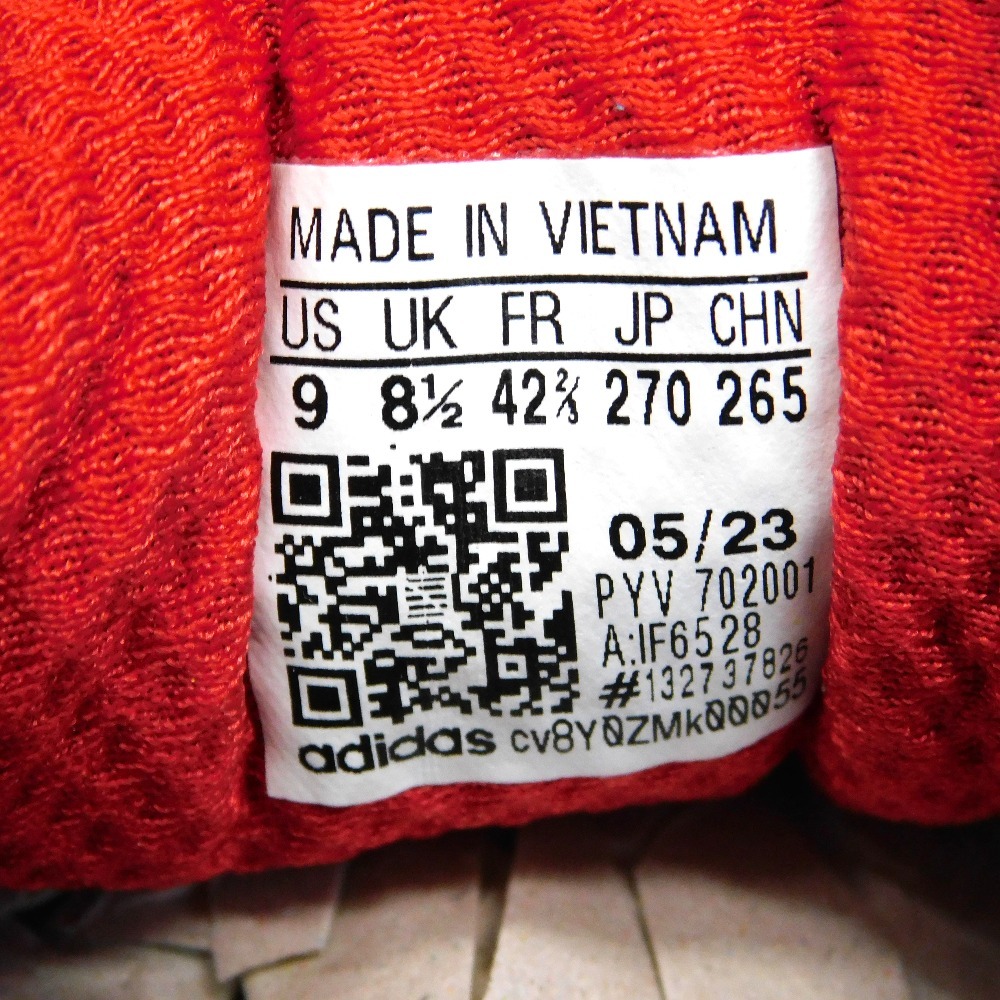 MADE IN VIETNAM
US UK FR JP CHN
9 8½ 42⅔ 270 265
05/23
PYV 702001
A:IF6528
#132737826
adidas cv8Y0ZMk00055